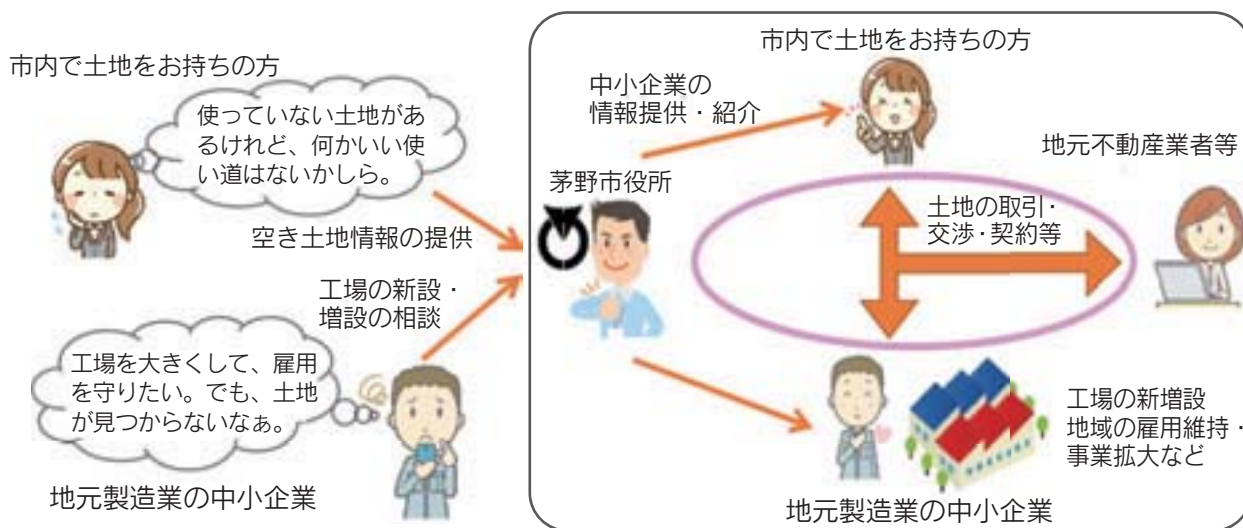 市内で土地をお持ちの方
使っていない土地があ
るけれど、何かいい使
い道はないかしら。
空き土地情報の提供
工場の新設・
増設の相談
工場を大きくして、雇用
を守りたい。でも、土地
が見つからないなぁ。
地元製造業の中小企業
市内で土地をお持ちの方
中小企業の
情報提供・紹介
茅野市役所
地元不動産業者等
土地の取引・
交渉・契約等
工場の新増設
地域の雇用維持・
事業拡大など
地元製造業の中小企業